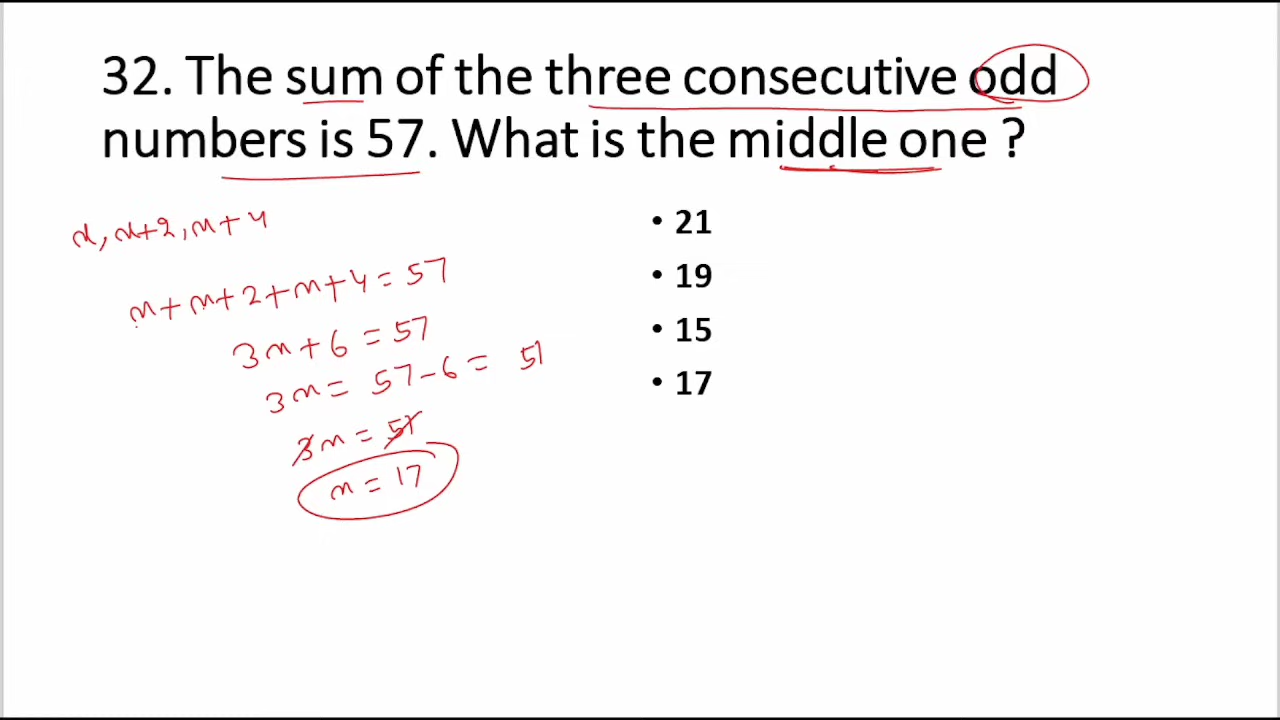 32. The sum of the three consecutive odd
numbers is 57. What is the middle one ?
x, x+2, x+4
x+x+2+x+4=57
3x+6=57
3x=57-6=51
3x=51
x=17
• 21
• 19
• 15
• 17